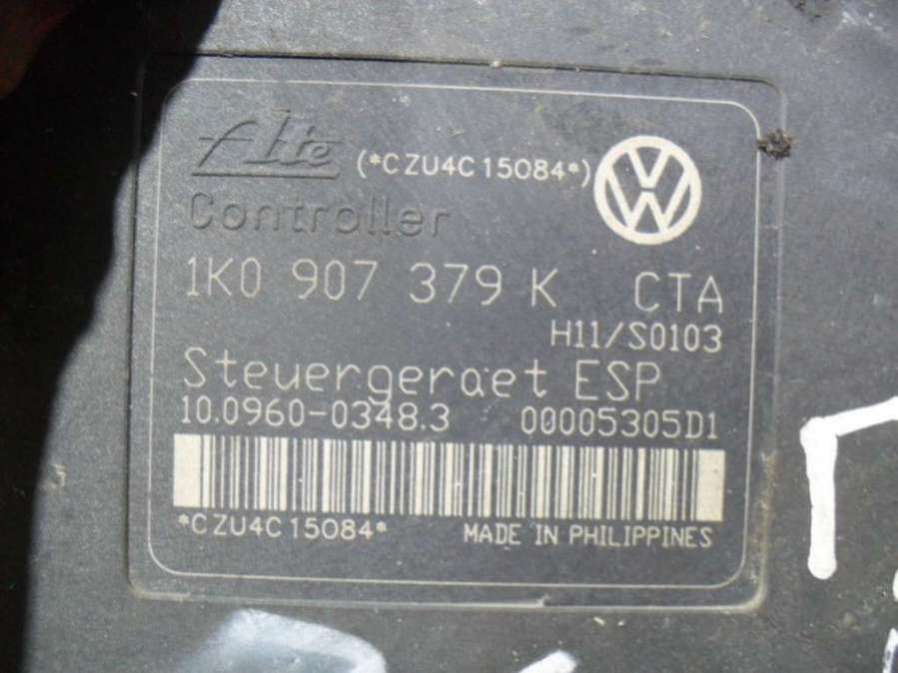 Ate (*CZU4C15084*)
Controller
1K0 907 379 K CTA
H11/S0103
Steuergeraet ESP
10.0960-0348.3 00005305D1
*CZU4C15084* MADE IN PHILIPPINES